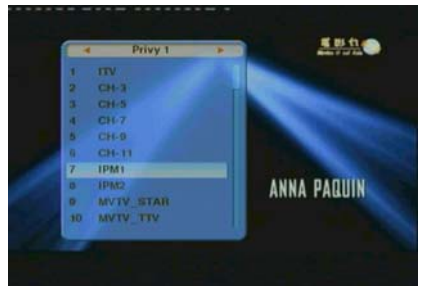 Privy 1
1 ITV
2 CH-3
3 CH-5
4 CH-7
5 CH-9
6 CH-11
7 IPM1
8 IPM2
9 MVTV_STAR
10 MVTV_TTV
ANNA PAQUIN